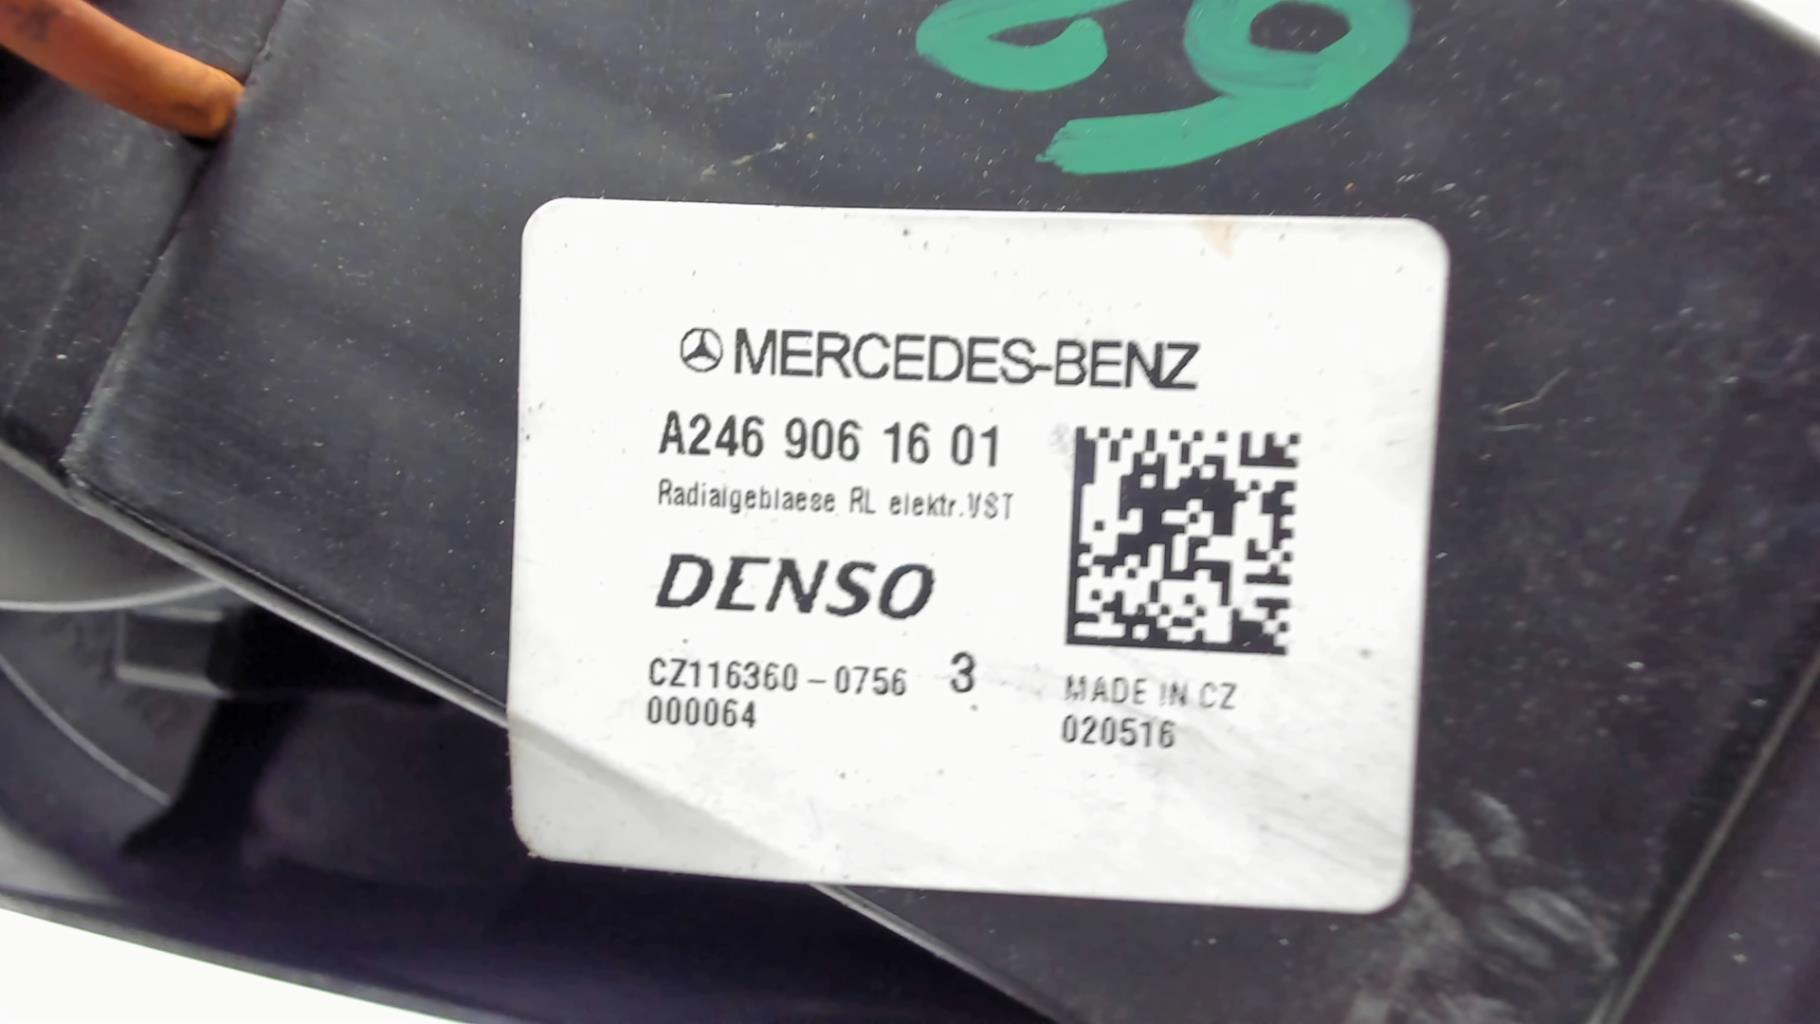 MERCEDES-BENZ
A246 906 16 01
Radialgeblaese RL elektr.VST
DENSO
CZ116360-0756 3
000064
MADE IN CZ
020516